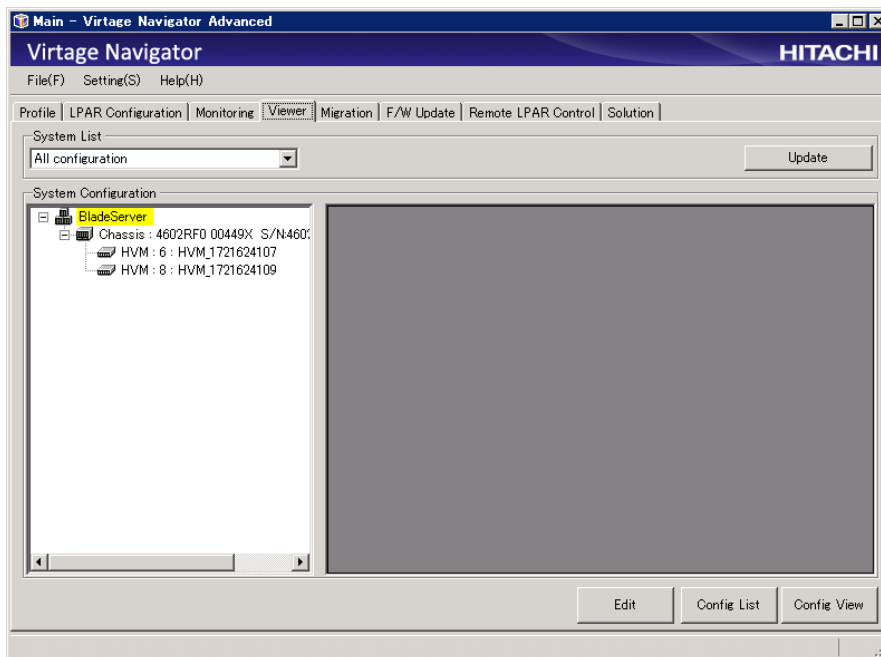 Main - Virtage Navigator Advanced
Virtage Navigator HITACHI
File(F) Setting(S) Help(H)
Profile LPAR Configuration Monitoring Viewer Migration F/W Update Remote LPAR Control Solution
System List
All configuration Update
System Configuration
BladeServer
Chassis : 4602RF0 00449X S/N:460
HVM : 6 : HVM_1721624107
HVM : 8 : HVM_1721624109
Edit Config List Config View